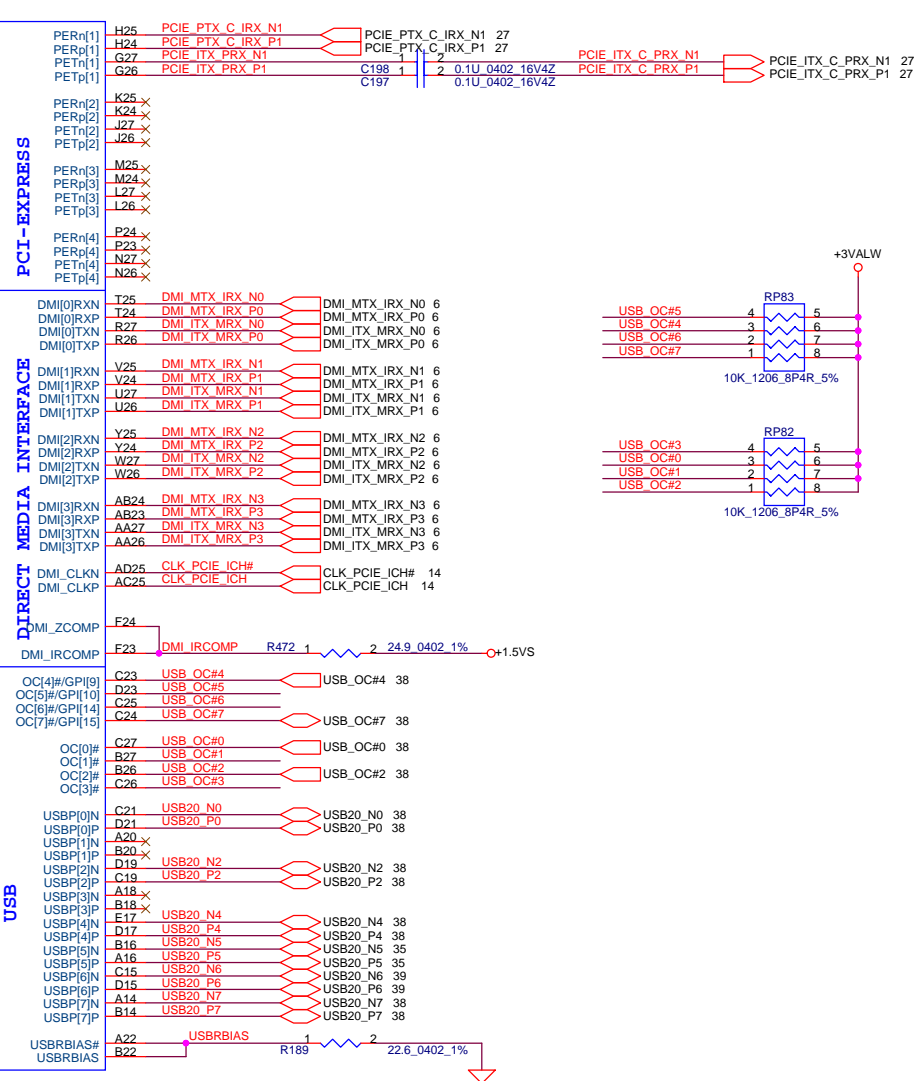 PCI-EXPRESS
PERn[1] H25 PCIE_PTX_C_IRX_N1 PCIE_PTX_C_IRX_N1 27
PERp[1] H24 PCIE_PTX_C_IRX_P1 PCIE_PTX_C_IRX_P1 27
PETn[1] G27 PCIE_ITX_PRX_N1 1 2 PCIE_ITX_C_PRX_N1 PCIE_ITX_C_PRX_N1 27
PETp[1] G26 PCIE_ITX_PRX_P1 C198 1 2 0.1U_0402_16V4Z PCIE_ITX_C_PRX_P1 PCIE_ITX_C_PRX_P1 27
C197 0.1U_0402_16V4Z
PERn[2] K25
PERp[2] K24
PETn[2] J27
PETp[2] J26
PERn[3] M25
PERp[3] M24
PETn[3] L27
PETp[3] L26
PERn[4] P24
PERp[4] P23
PETn[4] N27
PETp[4] N26
DIRECT MEDIA INTERFACE
DMI[0]RXN T25 DMI_MTX_IRX_N0 DMI_MTX_IRX_N0 6
DMI[0]RXP T24 DMI_MTX_IRX_P0 DMI_MTX_IRX_P0 6
DMI[0]TXN R27 DMI_ITX_MRX_N0 DMI_ITX_MRX_N0 6
DMI[0]TXP R26 DMI_ITX_MRX_P0 DMI_ITX_MRX_P0 6
DMI[1]RXN V25 DMI_MTX_IRX_N1 DMI_MTX_IRX_N1 6
DMI[1]RXP V24 DMI_MTX_IRX_P1 DMI_MTX_IRX_P1 6
DMI[1]TXN U27 DMI_ITX_MRX_N1 DMI_ITX_MRX_N1 6
DMI[1]TXP U26 DMI_ITX_MRX_P1 DMI_ITX_MRX_P1 6
DMI[2]RXN Y25 DMI_MTX_IRX_N2 DMI_MTX_IRX_N2 6
DMI[2]RXP Y24 DMI_MTX_IRX_P2 DMI_MTX_IRX_P2 6
DMI[2]TXN W27 DMI_ITX_MRX_N2 DMI_ITX_MRX_N2 6
DMI[2]TXP W26 DMI_ITX_MRX_P2 DMI_ITX_MRX_P2 6
DMI[3]RXN AB24 DMI_MTX_IRX_N3 DMI_MTX_IRX_N3 6
DMI[3]RXP AB23 DMI_MTX_IRX_P3 DMI_MTX_IRX_P3 6
DMI[3]TXN AA27 DMI_ITX_MRX_N3 DMI_ITX_MRX_N3 6
DMI[3]TXP AA26 DMI_ITX_MRX_P3 DMI_ITX_MRX_P3 6
DMI_CLKN AD25 CLK_PCIE_ICH# CLK_PCIE_ICH# 14
DMI_CLKP AC25 CLK_PCIE_ICH CLK_PCIE_ICH 14
DMI_ZCOMP F24
DMI_IRCOMP F23 DMI_IRCOMP R472 1 2 24.9_0402_1% +1.5VS
USB
OC[4]#/GPI[9] C23 USB_OC#4 USB_OC#4 38
OC[5]#/GPI[10] D23 USB_OC#5
OC[6]#/GPI[14] C25 USB_OC#6
OC[7]#/GPI[15] C24 USB_OC#7 USB_OC#7 38
OC[0]# C27 USB_OC#0 USB_OC#0 38
OC[1]# B27 USB_OC#1
OC[2]# B26 USB_OC#2 USB_OC#2 38
OC[3]# C26 USB_OC#3
USBP[0]N C21 USB20_N0 USB20_N0 38
USBP[0]P D21 USB20_P0 USB20_P0 38
USBP[1]N A20
USBP[1]P B20
USBP[2]N D19 USB20_N2 USB20_N2 38
USBP[2]P C19 USB20_P2 USB20_P2 38
USBP[3]N A18
USBP[3]P B18
USBP[4]N E17 USB20_N4 USB20_N4 38
USBP[4]P D17 USB20_P4 USB20_P4 38
USBP[5]N B16 USB20_N5 USB20_N5 35
USBP[5]P A16 USB20_P5 USB20_P5 35
USBP[6]N C15 USB20_N6 USB20_N6 39
USBP[6]P D15 USB20_P6 USB20_P6 39
USBP[7]N A14 USB20_N7 USB20_N7 38
USBP[7]P B14 USB20_P7 USB20_P7 38
USBRBIAS# A22 USBRBIAS 1 2
USBRBIAS B22 R189 22.6_0402_1%
+3VALW
RP83
USB_OC#5 4 5
USB_OC#4 3 6
USB_OC#6 2 7
USB_OC#7 1 8
10K_1206_8P4R_5%
RP82
USB_OC#3 4 5
USB_OC#0 3 6
USB_OC#1 2 7
USB_OC#2 1 8
10K_1206_8P4R_5%